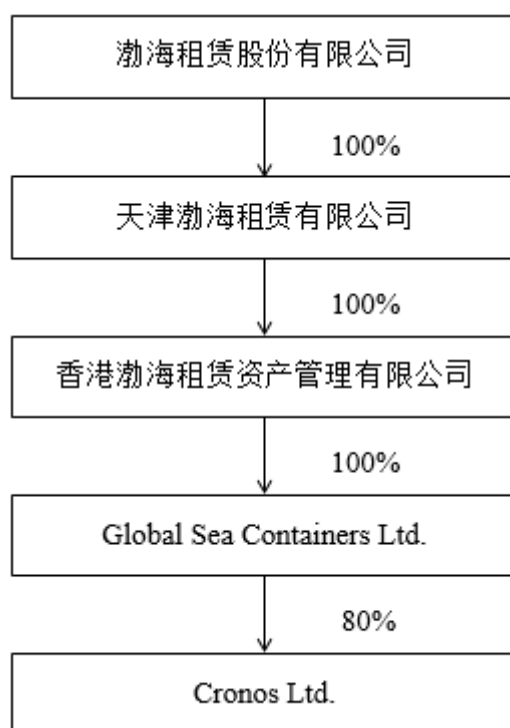 渤海租赁股份有限公司
100%
天津渤海租赁有限公司
100%
香港渤海租赁资产管理有限公司
100%
Global Sea Containers Ltd.
80%
Cronos Ltd.